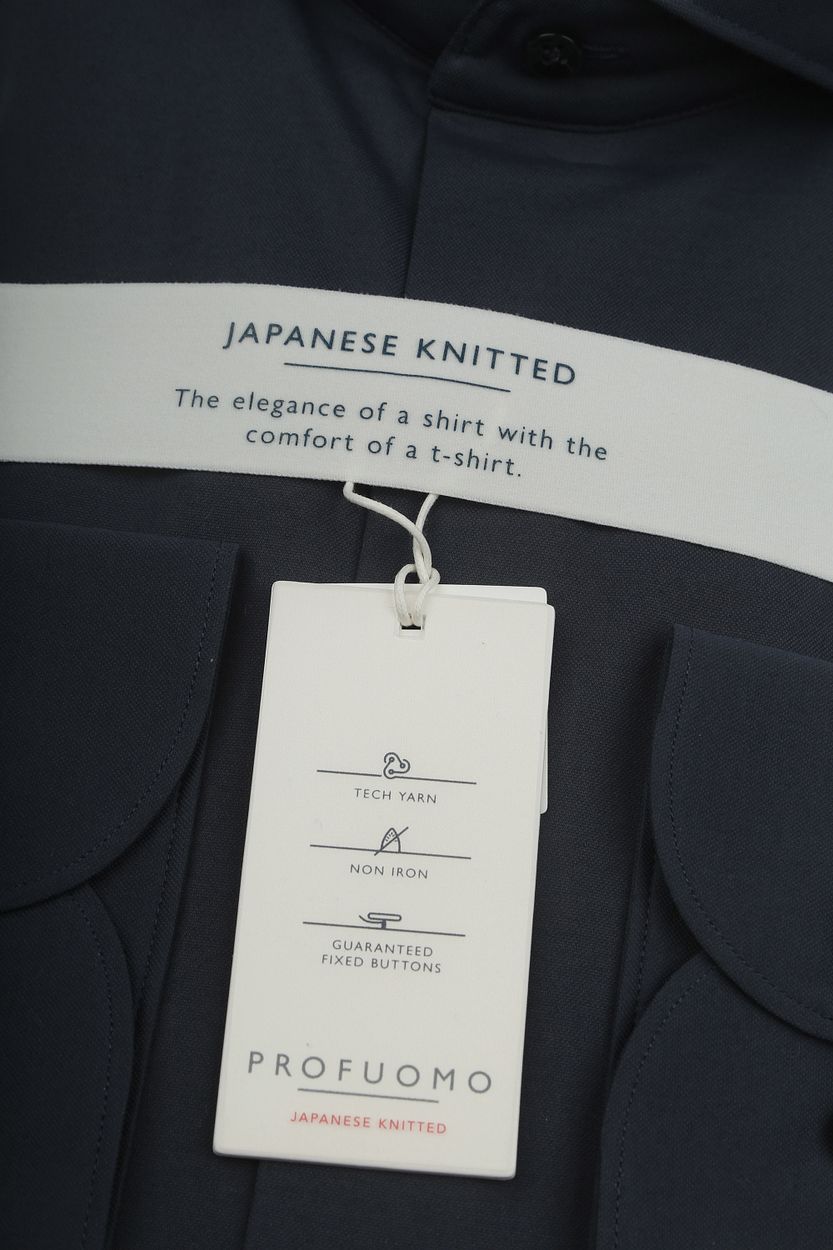 JAPANESE KNITTED
The elegance of a shirt with the
comfort of a t-shirt.
TECH YARN
NON IRON
GUARANTEED
FIXED BUTTONS
PROFUOMO
JAPANESE KNITTED